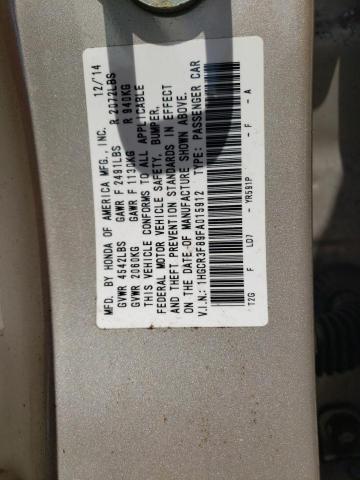 MFD. BY HONDA OF AMERICA MFG., INC. 12/14
GVWR 4542LBS GAWR F 2491LBS R 2072LBS
GVWR 2060KG GAWR F 1130KG R 940KG
THIS VEHICLE CONFORMS TO ALL APPLICABLE
FEDERAL MOTOR VEHICLE SAFETY, BUMPER,
AND THEFT PREVENTION STANDARDS IN EFFECT
ON THE DATE OF MANUFACTURE SHOWN ABOVE.
V.I.N.: 1HGCR3F89FA015912 TYPE: PASSENGER CAR
T2G F LD7 - YR591P - F - A